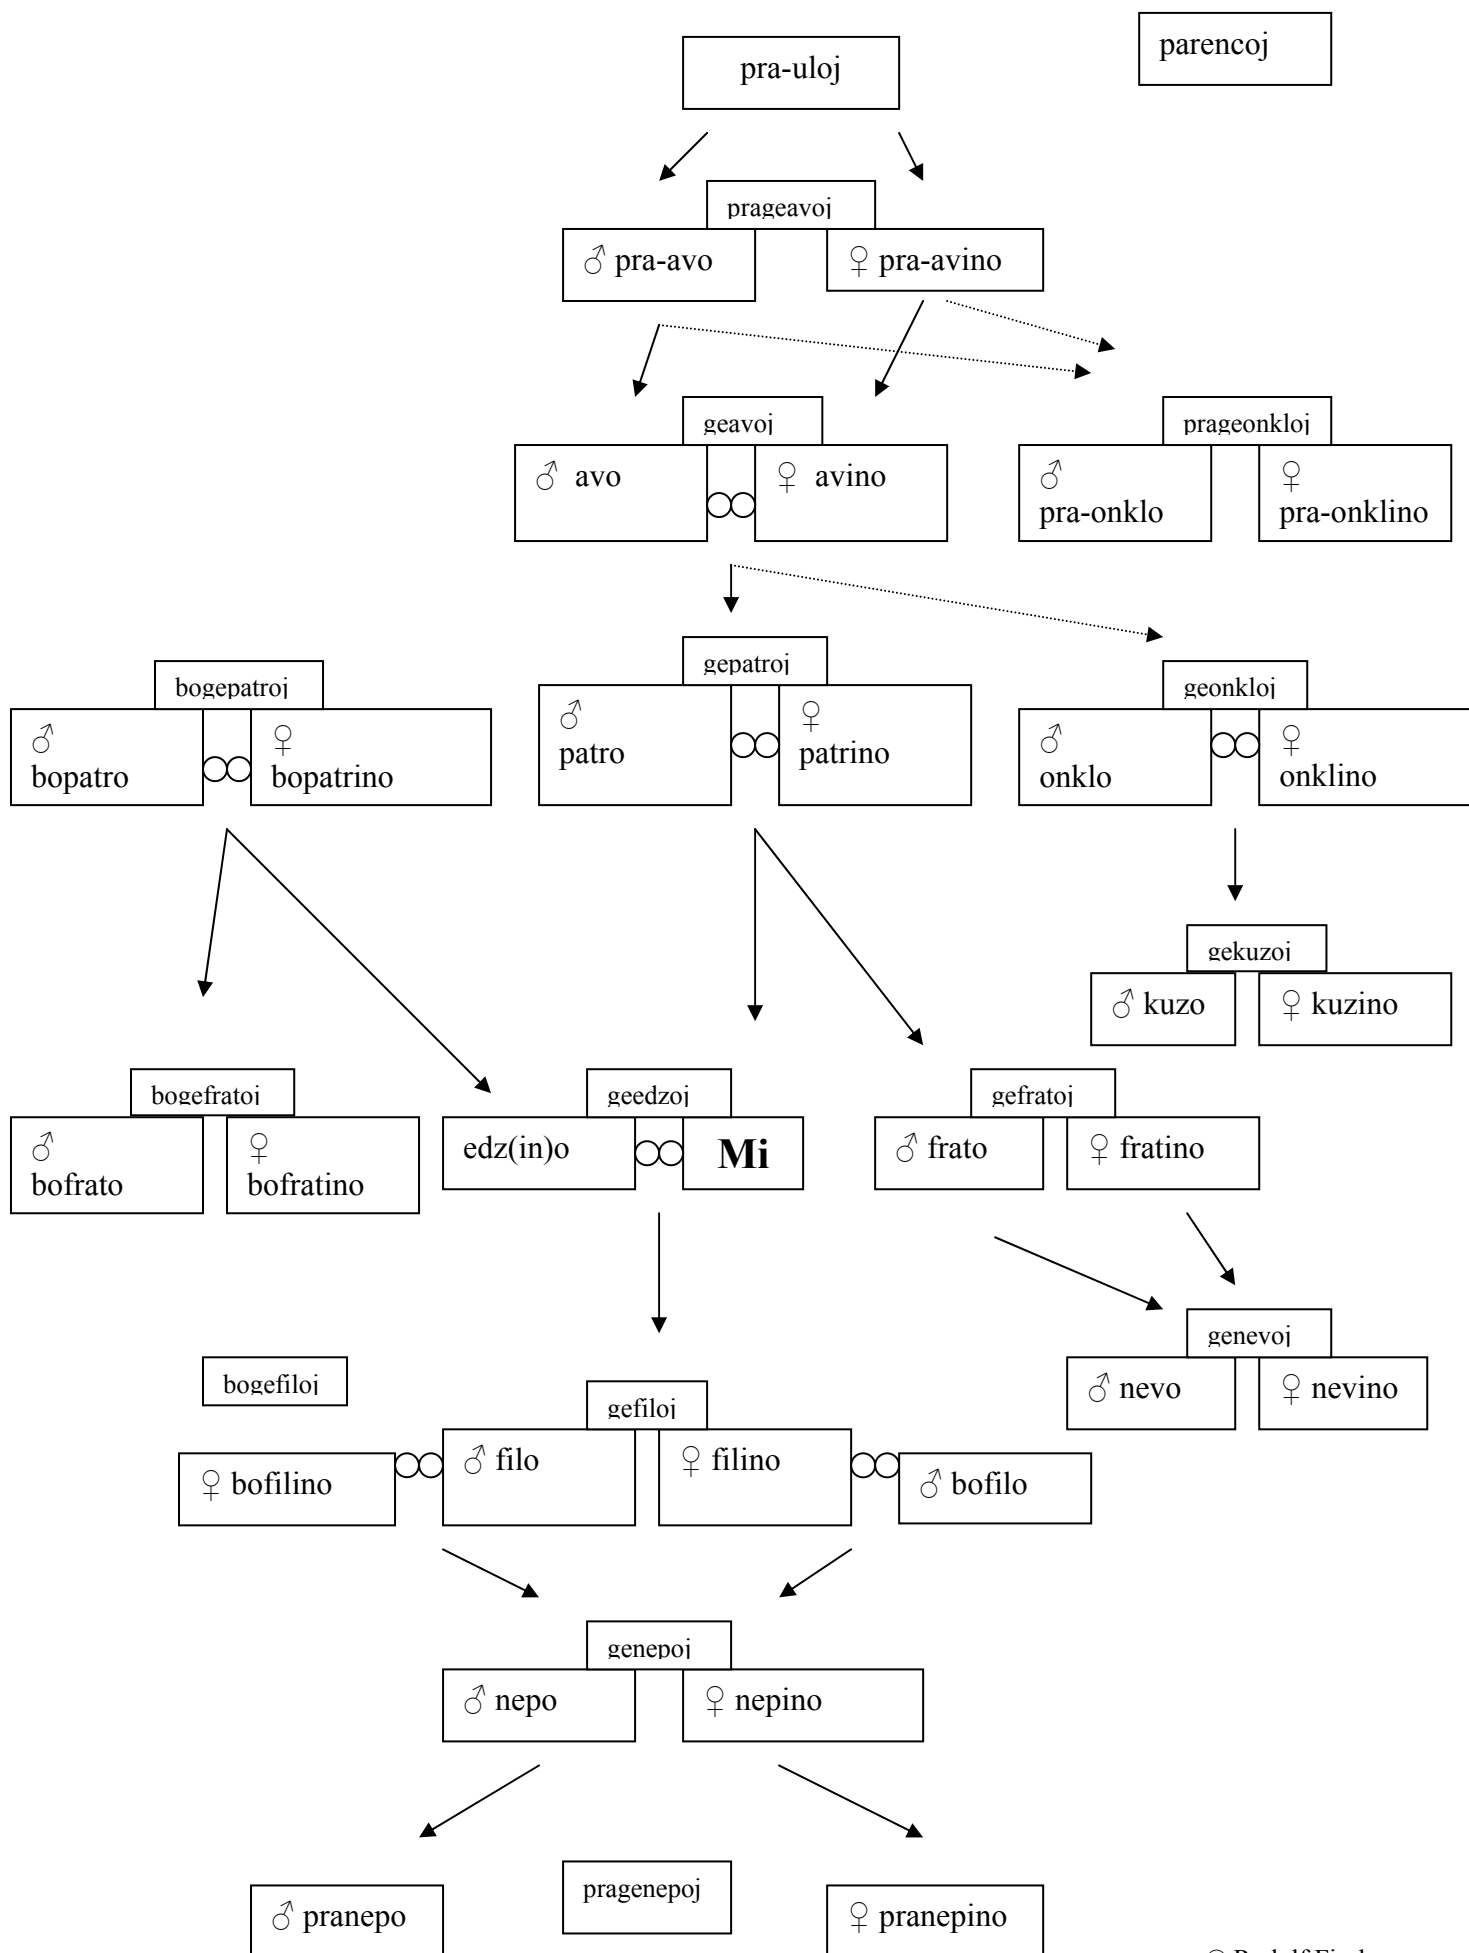 parencoj
pra-uloj
prageavoj
♂ pra-avo
♀ pra-avino
geavoj
♂ avo
♀ avino
prageonkloj
♂
pra-onklo
♀
pra-onklino
bogepatroj
♂
bopatro
♀
bopatrino
gepatroj
♂
patro
♀
patrino
geonkloj
♂
onklo
♀
onklino
gekuzoj
♂ kuzo
♀ kuzino
bogefratoj
♂
bofrato
♀
bofratino
geedzoj
edz(in)o
Mi
gefratoj
♂ frato
♀ fratino
genevoj
♂ nevo
♀ nevino
bogefiloj
gefiloj
♀ bofilino
♂ filo
♀ filino
♂ bofilo
genepoj
♂ nepo
♀ nepino
pragenepoj
♂ pranepo
♀ pranepino